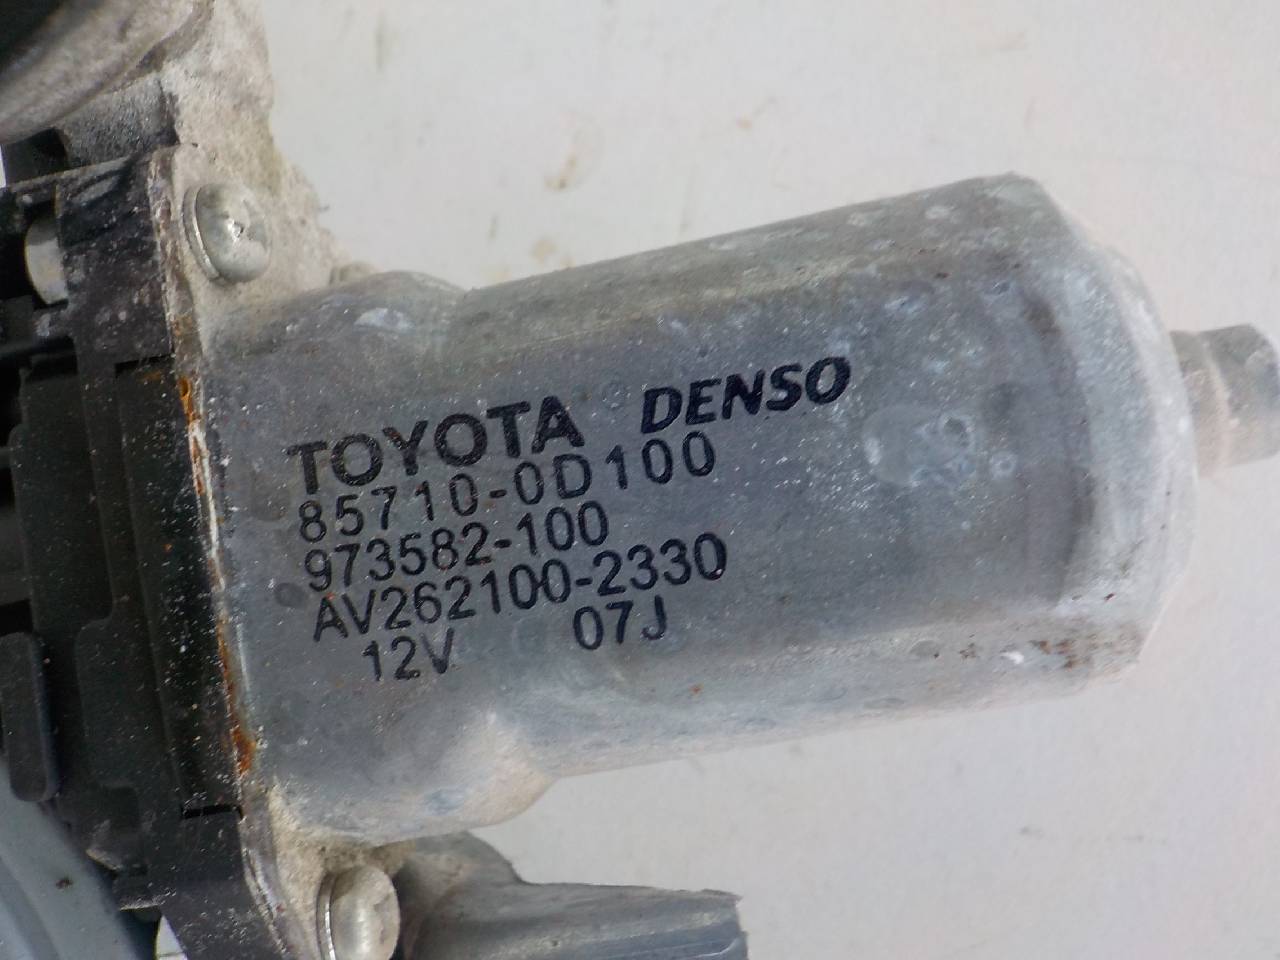 TOYOTA DENSO
85710-0D100
973582-100
AV262100-2330
12V 07J